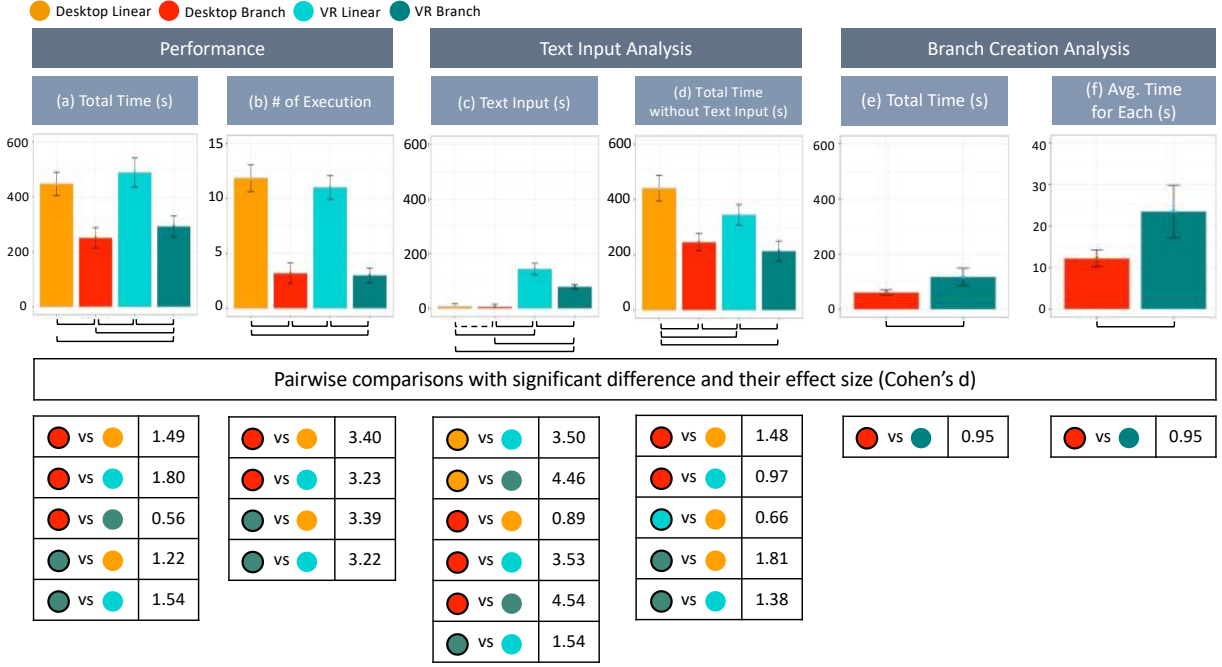 Desktop Linear Desktop Branch VR Linear VR Branch
Performance
Text Input Analysis
Branch Creation Analysis
(a) Total Time (s)
(b) # of Execution
(c) Text Input (s)
(d) Total Time
without Text Input (s)
(e) Total Time (s)
(f) Avg. Time
for Each (s)
600
400
200
0
15
10
5
0
600
400
200
0
600
400
200
0
600
400
200
0
40
30
20
10
0
Pairwise comparisons with significant difference and their effect size (Cohen's d)
vs 1.49
vs 1.80
vs 0.56
vs 1.22
vs 1.54
vs 3.40
vs 3.23
vs 3.39
vs 3.22
vs 3.50
vs 4.46
vs 0.89
vs 3.53
vs 4.54
vs 1.54
vs 1.48
vs 0.97
vs 0.66
vs 1.81
vs 1.38
vs 0.95
vs 0.95